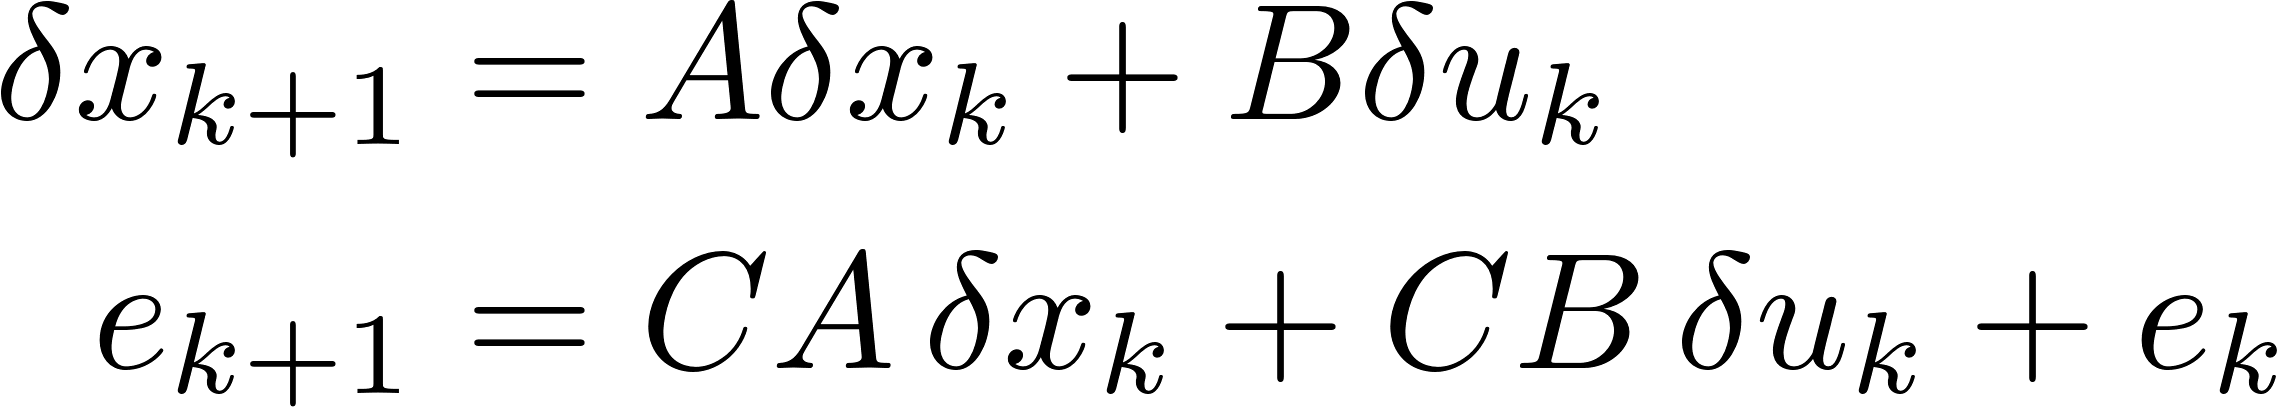 δx_{k+1} = Aδx_k + Bδu_k
e_{k+1} = CA δx_k + CB δu_k + e_k